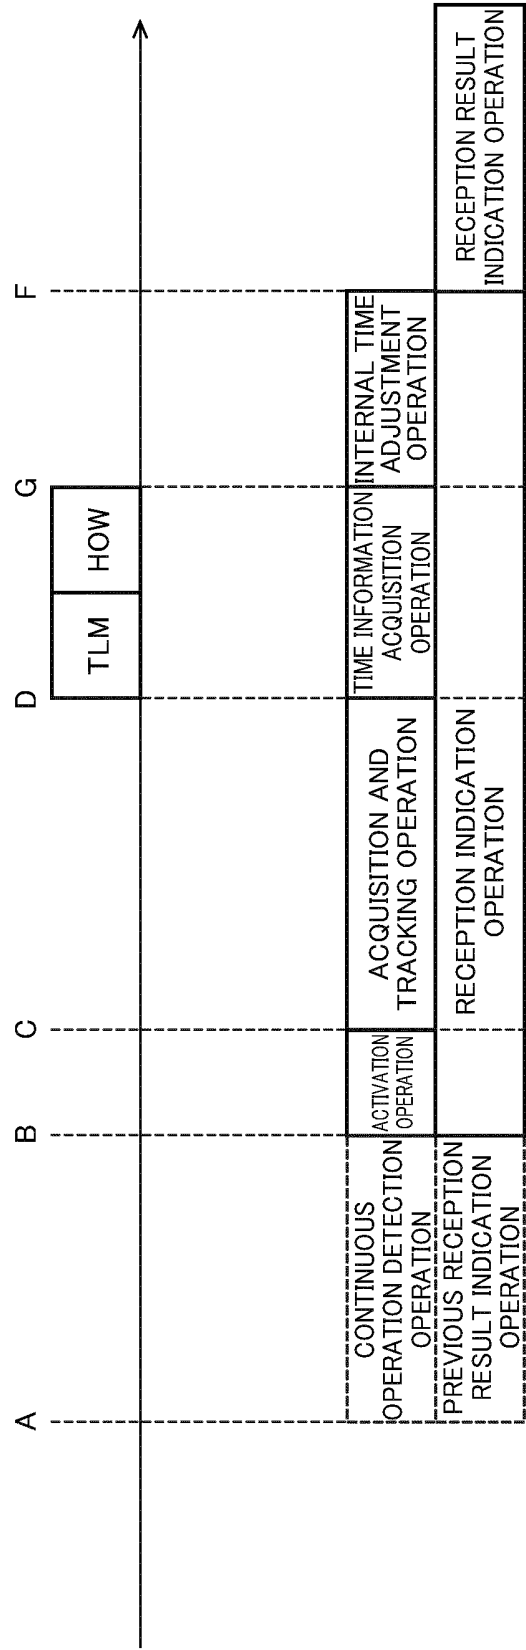 A
B
C
D
G
F
TLM
HOW
CONTINUOUS
OPERATION DETECTION
OPERATION
ACTIVATION
OPERATION
ACQUISITION AND
TRACKING OPERATION
TIME INFORMATION
ACQUISITION
OPERATION
INTERNAL TIME
ADJUSTMENT
OPERATION
PREVIOUS RECEPTION
RESULT INDICATION
OPERATION
RECEPTION INDICATION
OPERATION
RECEPTION RESULT
INDICATION OPERATION